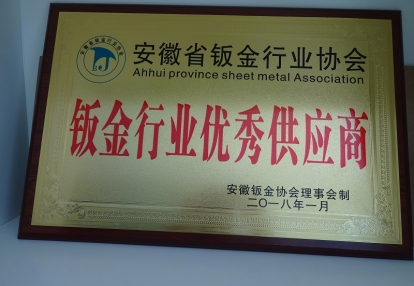 安徽省钣金行业协会
Ahhui province sheet metal Association
钣金行业优秀供应商
安徽钣金协会理事会制
二〇一八年一月